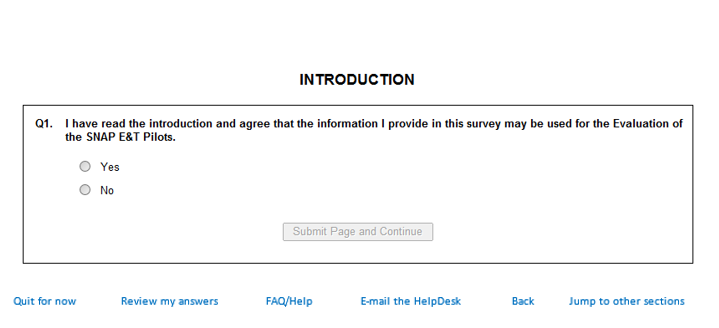 INTRODUCTION
Q1. I have read the introduction and agree that the information I provide in this survey may be used for the Evaluation of
the SNAP E&T Pilots.
Yes
No
Submit Page and Continue
Quit for now Review my answers FAQ/Help E-mail the HelpDesk Back Jump to other sections